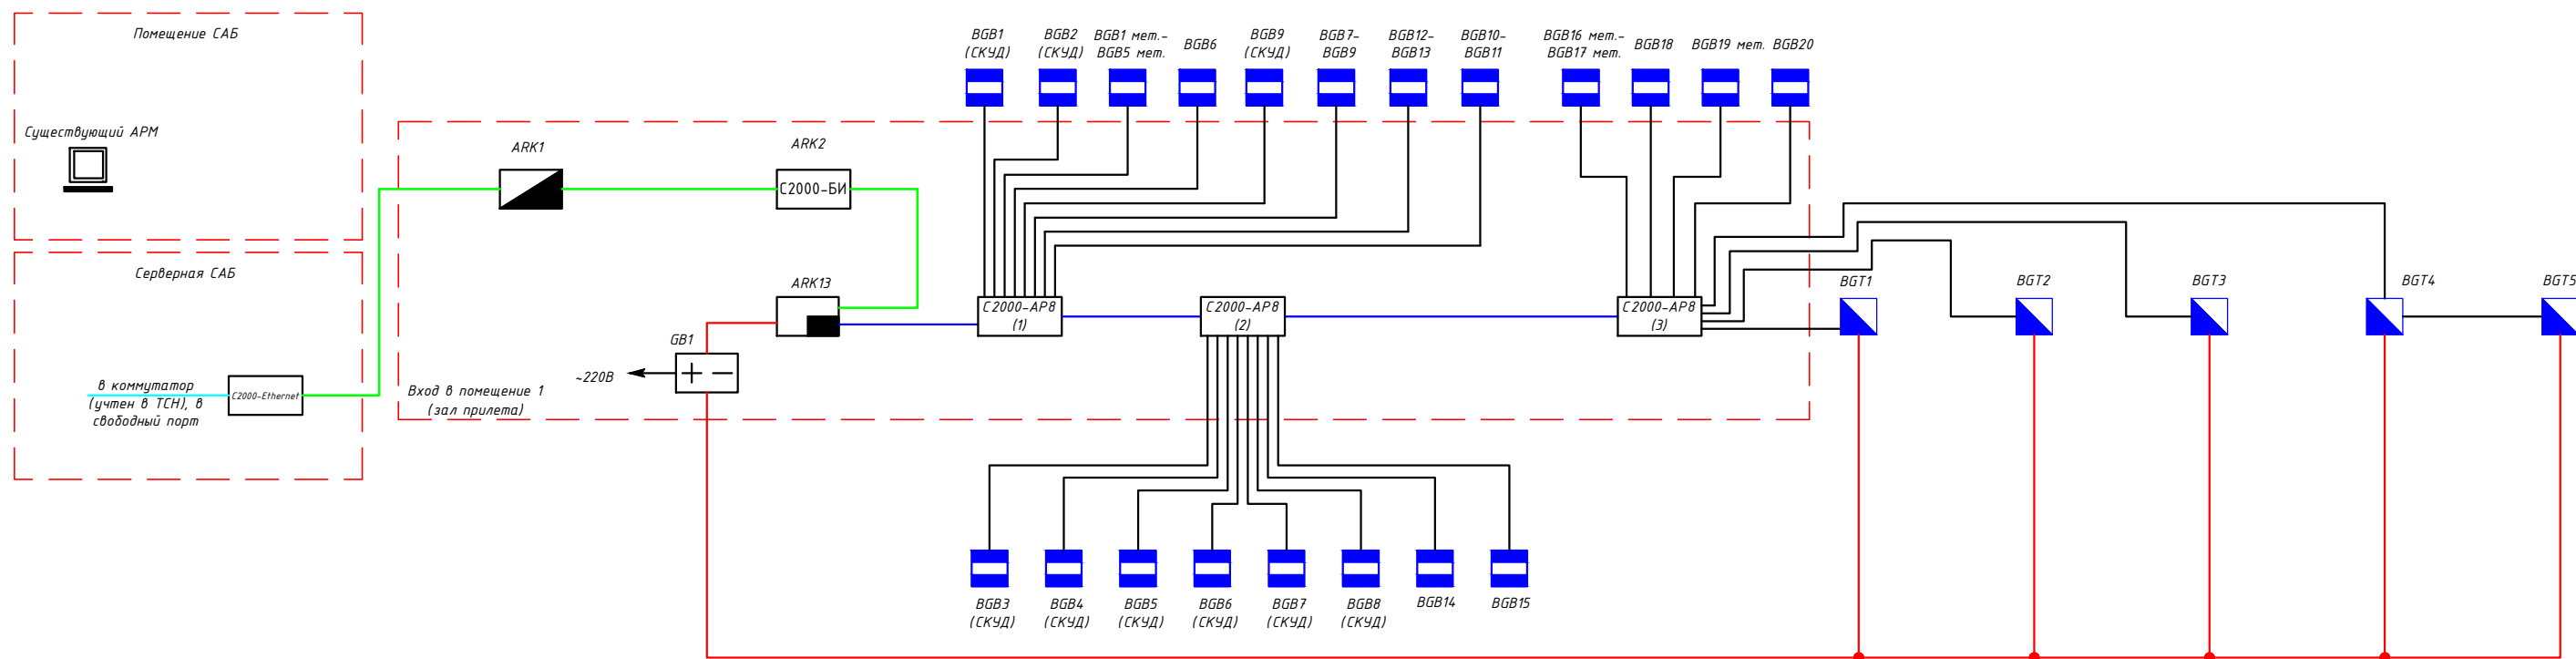 Помещение САБ
Существующий АРМ
Серверная САБ
в коммутатор
(учтен в ТСН), в
свободный порт
С2000-Ethernet
ARK1
ARK2
С2000-БИ
ARK13
GB1
~220В
+ −
Вход в помещение 1
(зал прилета)
BGB1
(СКУД)
BGB2
(СКУД)
BGB1 мет.-
BGB5 мет.
BGB6
BGB9
(СКУД)
BGB7-
BGB9
BGB12-
BGB13
BGB10-
BGB11
BGB16 мет.-
BGB17 мет.
BGB18
BGB19 мет.
BGB20
С2000-АР8
(1)
С2000-АР8
(2)
С2000-АР8
(3)
BGT1
BGT2
BGT3
BGT4
BGT5
BGB3
(СКУД)
BGB4
(СКУД)
BGB5
(СКУД)
BGB6
(СКУД)
BGB7
(СКУД)
BGB8
(СКУД)
BGB14
BGB15